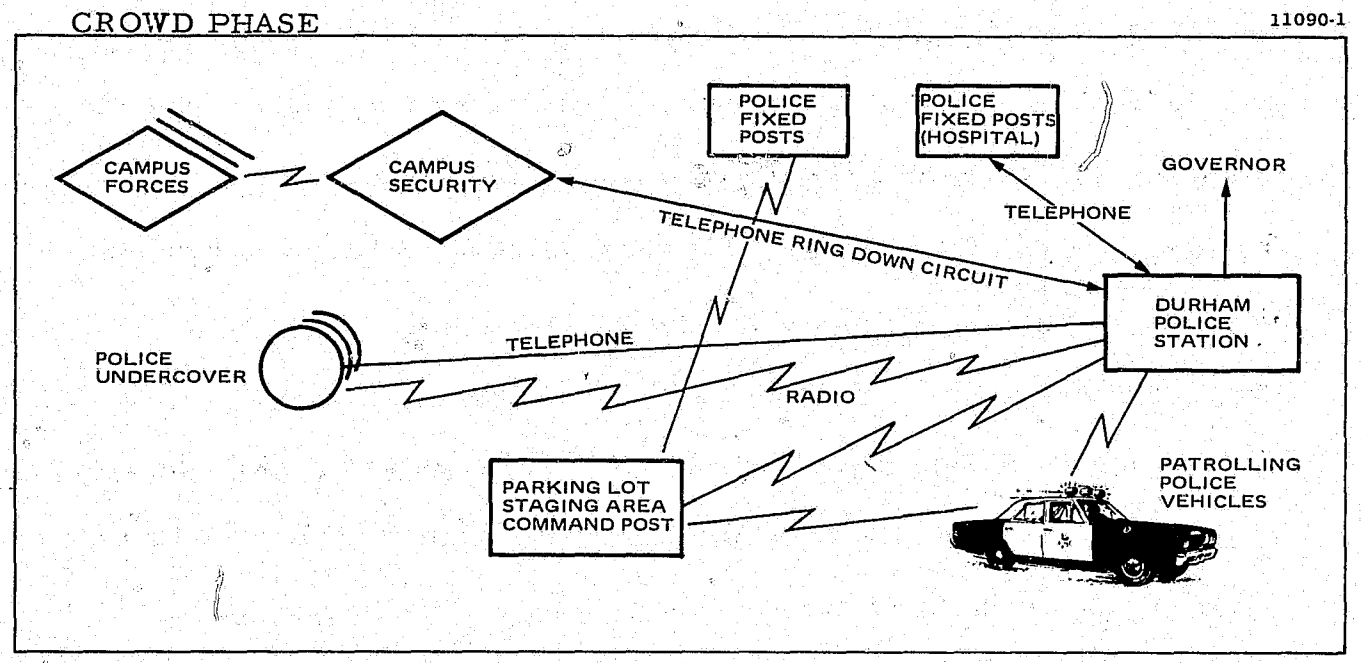 CROWD PHASE
11090-1
POLICE
FIXED
POSTS
POLICE
FIXED POSTS
(HOSPITAL)
CAMPUS
FORCES
CAMPUS
SECURITY
GOVERNOR
TELEPHONE
TELEPHONE RING DOWN CIRCUIT
DURHAM
POLICE
STATION
TELEPHONE
POLICE
UNDERCOVER
RADIO
PARKING LOT
STAGING AREA
COMMAND POST
PATROLLING
POLICE
VEHICLES